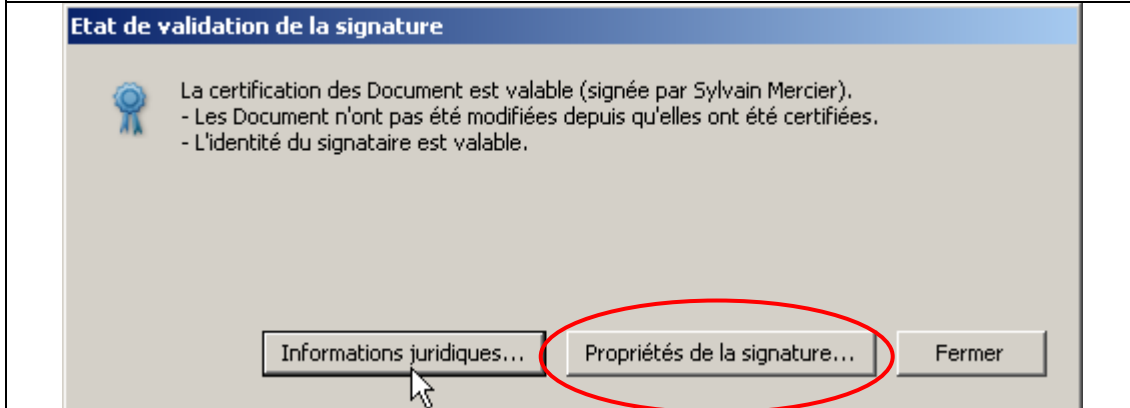 Etat de validation de la signature
La certification des Document est valable (signée par Sylvain Mercier).
- Les Document n'ont pas été modifiées depuis qu'elles ont été certifiées.
- L'identité du signataire est valable.
Informations juridiques... Propriétés de la signature... Fermer